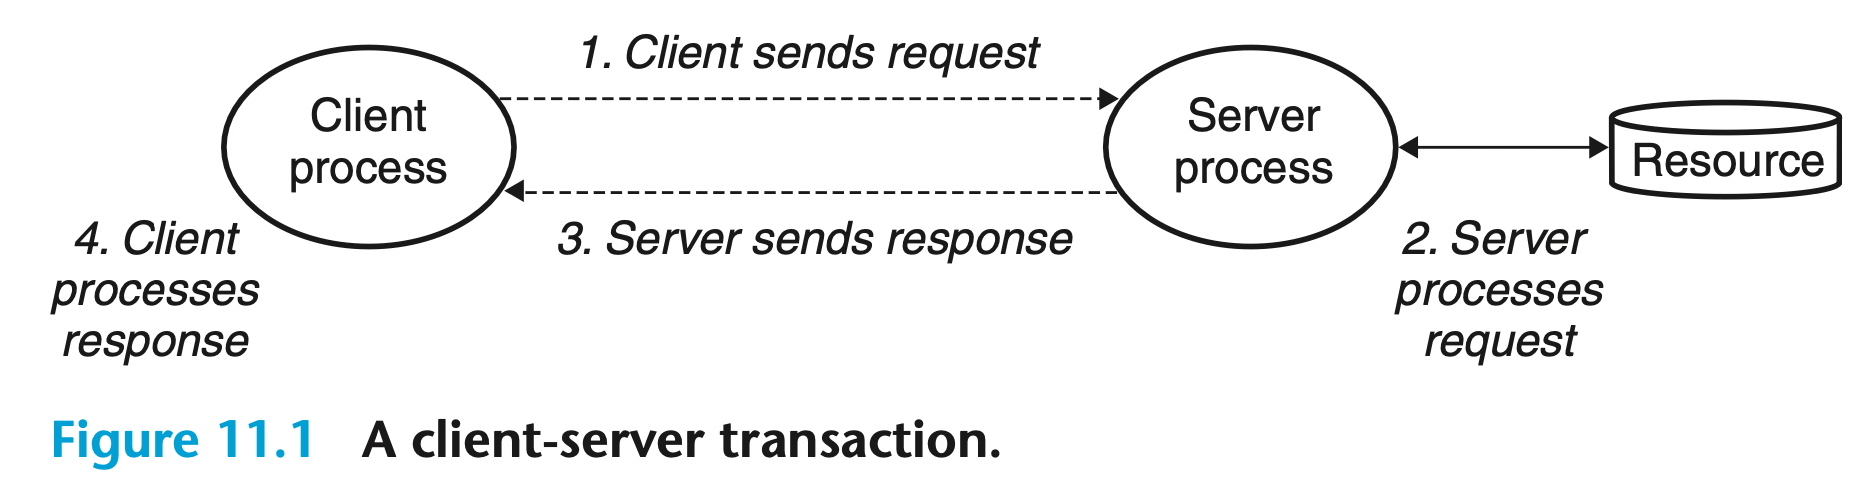 1. Client sends request
Client
process
Server
process
Resource
3. Server sends response
4. Client
processes
response
2. Server
processes
request
Figure 11.1 A client-server transaction.